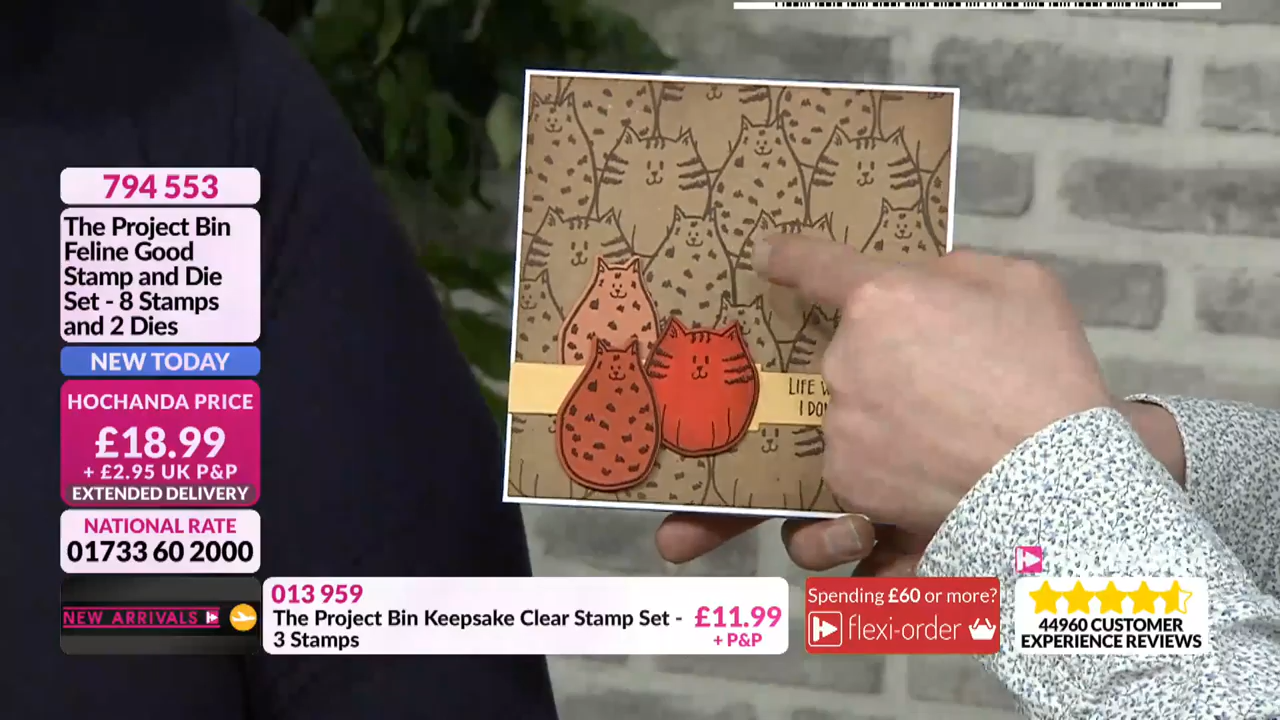 794 553
The Project Bin
Feline Good
Stamp and Die
Set - 8 Stamps
and 2 Dies
NEW TODAY
HOCHANDA PRICE
£18.99
+ £2.95 UK P&P
EXTENDED DELIVERY
NATIONAL RATE
01733 60 2000
NEW ARRIVALS
013 959
The Project Bin Keepsake Clear Stamp Set -
3 Stamps
£11.99
+ P&P
Spending £60 or more?
flexi-order
44960 CUSTOMER
EXPERIENCE REVIEWS
LIFE
I